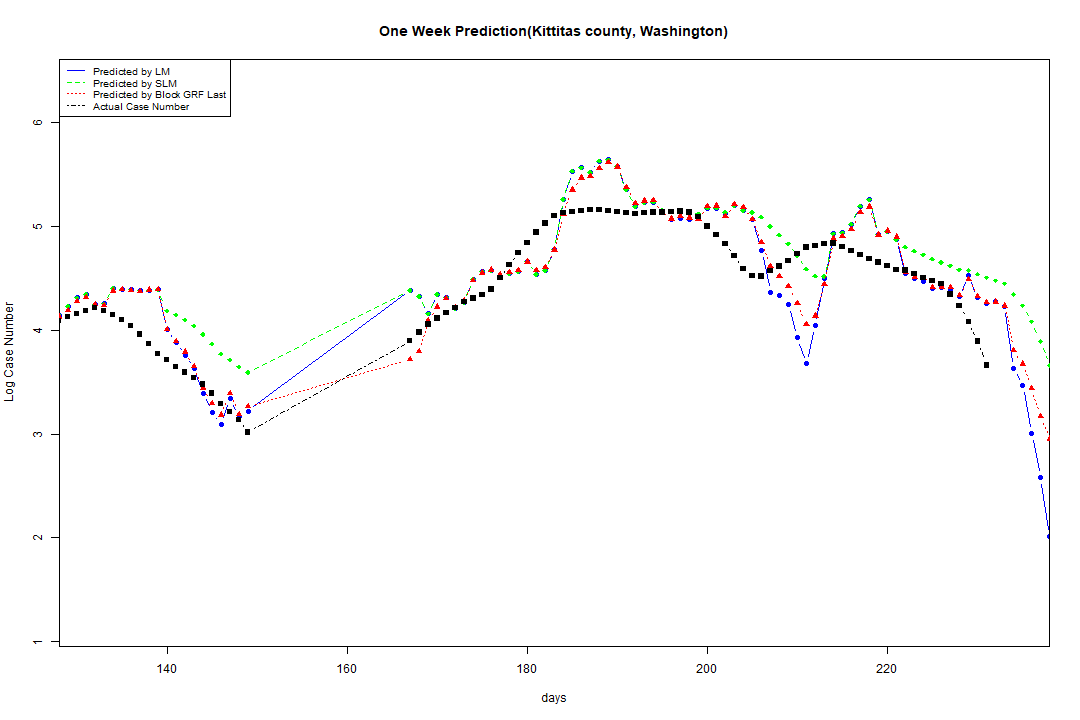 One Week Prediction(Kittitas county, Washington)
Predicted by LM
Predicted by SLM
Predicted by Block GRF Last
Actual Case Number
Log Case Number
6
5
4
3
2
1
140 160 180 200 220
days